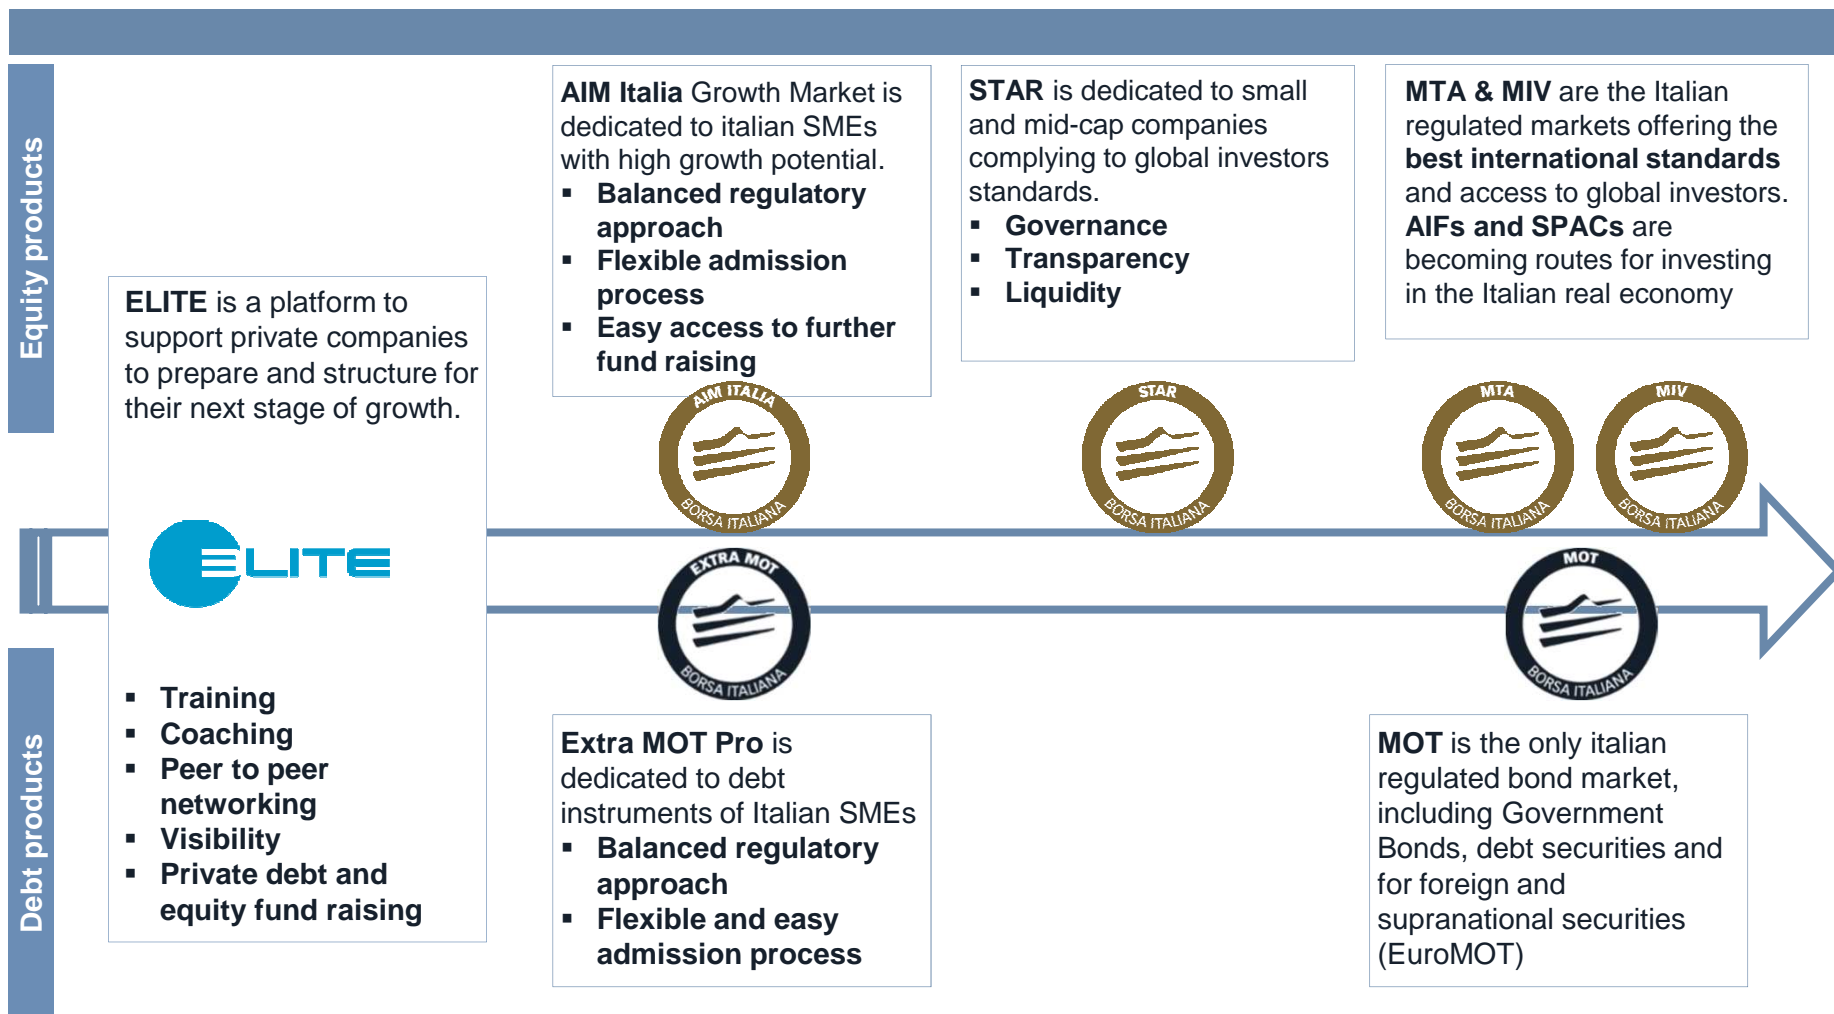 Equity products
ELITE is a platform to
support private companies
to prepare and structure for
their next stage of growth.
AIM Italia Growth Market is
dedicated to italian SMEs
with high growth potential.
▪ Balanced regulatory
approach
▪ Flexible admission
process
▪ Easy access to further
fund raising
STAR is dedicated to small
and mid-cap companies
complying to global investors
standards.
▪ Governance
▪ Transparency
▪ Liquidity
MTA & MIV are the Italian
regulated markets offering the
best international standards
and access to global investors.
AIFs and SPACs are
becoming routes for investing
in the Italian real economy
AIM ITALIA
BORSA ITALIANA
STAR
BORSA ITALIANA
MTA
BORSA ITALIANA
MIV
BORSA ITALIANA
ELITE
EXTRA MOT
BORSA ITALIANA
MOT
BORSA ITALIANA
Debt products
▪ Training
▪ Coaching
▪ Peer to peer
networking
▪ Visibility
▪ Private debt and
equity fund raising
Extra MOT Pro is
dedicated to debt
instruments of Italian SMEs
▪ Balanced regulatory
approach
▪ Flexible and easy
admission process
MOT is the only italian
regulated bond market,
including Government
Bonds, debt securities and
for foreign and
supranational securities
(EuroMOT)